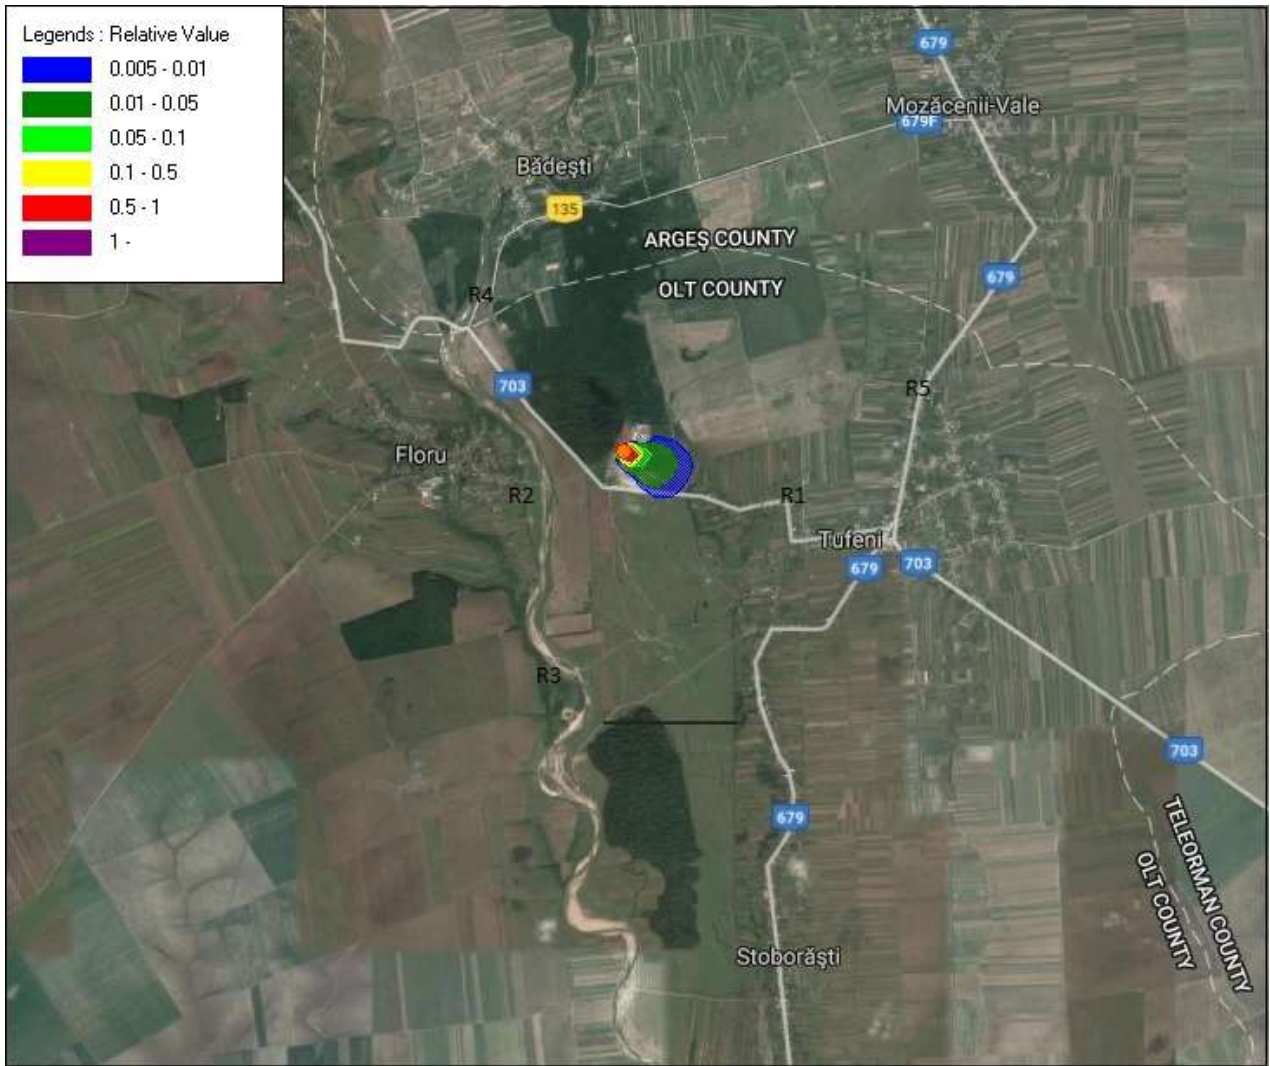 Legends : Relative Value
0.005 - 0.01
0.01 - 0.05
0.05 - 0.1
0.1 - 0.5
0.5 - 1
1 -
679
Mozăcenii-Vale
679F
Bădești
135
ARGEȘ COUNTY
OLT COUNTY
679
R4
703
R5
Floru
R2
R1
Tufeni
679
703
R3
703
679
TELEORMAN COUNTY
OLT COUNTY
Stoborăști